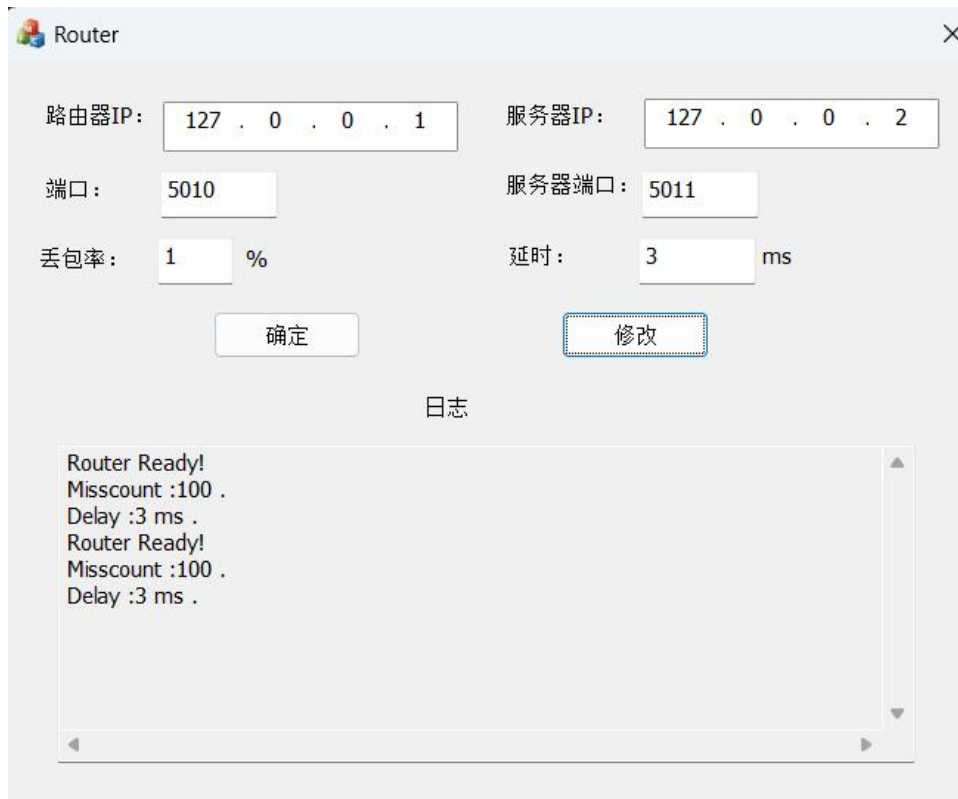 Router
路由器IP： 127 . 0 . 0 . 1 服务器IP： 127 . 0 . 0 . 2
端口： 5010 服务器端口： 5011
丢包率： 1 % 延时： 3 ms
确定 修改
日志
Router Ready!
Misscount :100 .
Delay :3 ms .
Router Ready!
Misscount :100 .
Delay :3 ms .